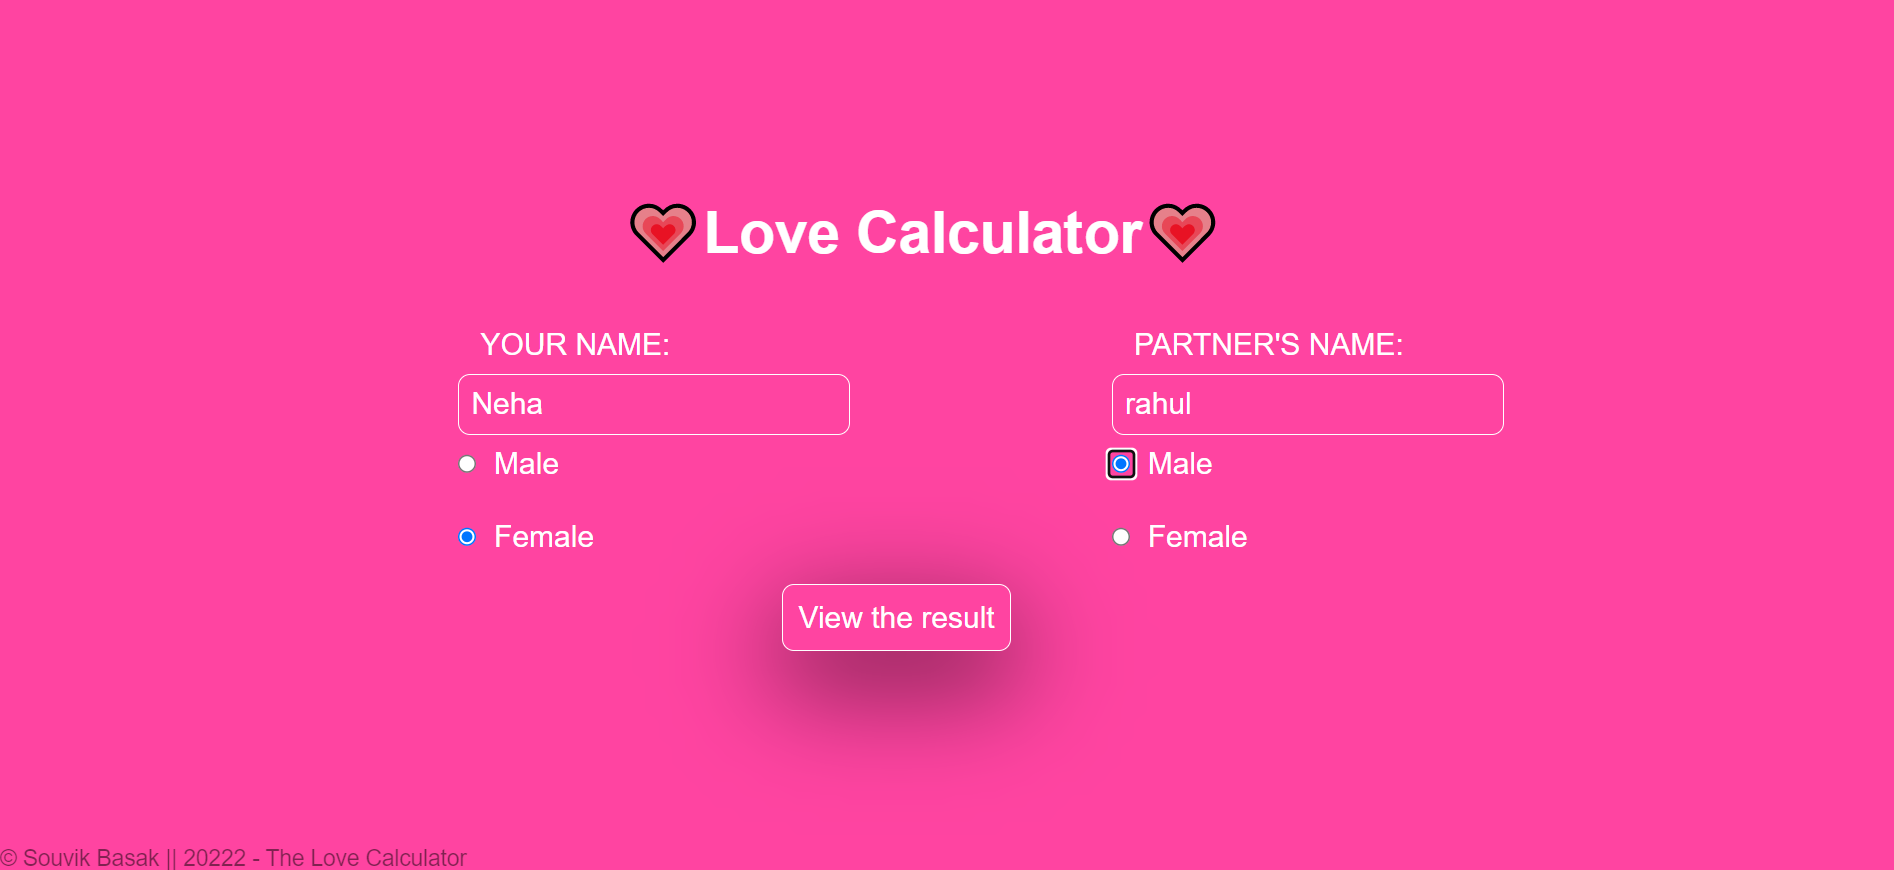 Love Calculator
YOUR NAME:
Neha
Male
Female
PARTNER'S NAME:
rahul
Male
Female
View the result
© Souvik Basak || 20222 - The Love Calculator